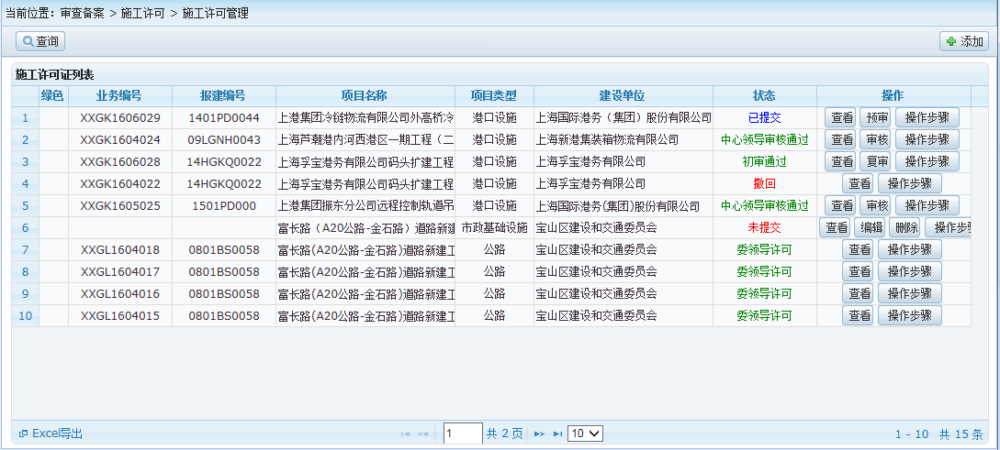 当前位置：审查备案 > 施工许可 > 施工许可管理
查询 添加
施工许可证列表
绿色 业务编号 报建编号 项目名称 项目类型 建设单位 状态 操作
1 XXGK1606029 1401PD0044 上港集团冷链物流有限公司外高桥冷 港口设施 上海国际港务（集团）股份有限公司 已提交 查看 预审 操作步骤
2 XXGK1604024 09LGNH0043 上海芦潮港内河西港区一期工程（二 港口设施 上海新港集装箱物流有限公司 中心领导审核通过 查看 审核 操作步骤
3 XXGK1606028 14HGKQ0022 上海孚宝港务有限公司码头扩建工程 港口设施 上海孚宝港务有限公司 初审通过 查看 复审 操作步骤
4 XXGK1604022 14HGKQ0022 上海孚宝港务有限公司码头扩建工程 港口设施 上海孚宝港务有限公司 撤回 查看 操作步骤
5 XXGK1605025 1501PD000 上港集团振东分公司远程控制轨道吊 港口设施 上海国际港务(集团)股份有限公司 中心领导审核通过 查看 审核 操作步骤
6 富长路（A20公路-金石路）道路新建 市政基础设施 宝山区建设和交通委员会 未提交 查看 编辑 删除 操作步骤
7 XXGL1604018 0801BS0058 富长路(A20公路-金石路)道路新建工 公路 宝山区建设和交通委员会 委领导许可 查看 操作步骤
8 XXGL1604017 0801BS0058 富长路(A20公路-金石路)道路新建工 公路 宝山区建设和交通委员会 委领导许可 查看 操作步骤
9 XXGL1604016 0801BS0058 富长路(A20公路-金石路)道路新建工 公路 宝山区建设和交通委员会 委领导许可 查看 操作步骤
10 XXGL1604015 0801BS0058 富长路(A20公路-金石路)道路新建工 公路 宝山区建设和交通委员会 委领导许可 查看 操作步骤
Excel导出 1 共 2 页 10 1 - 10 共 15 条